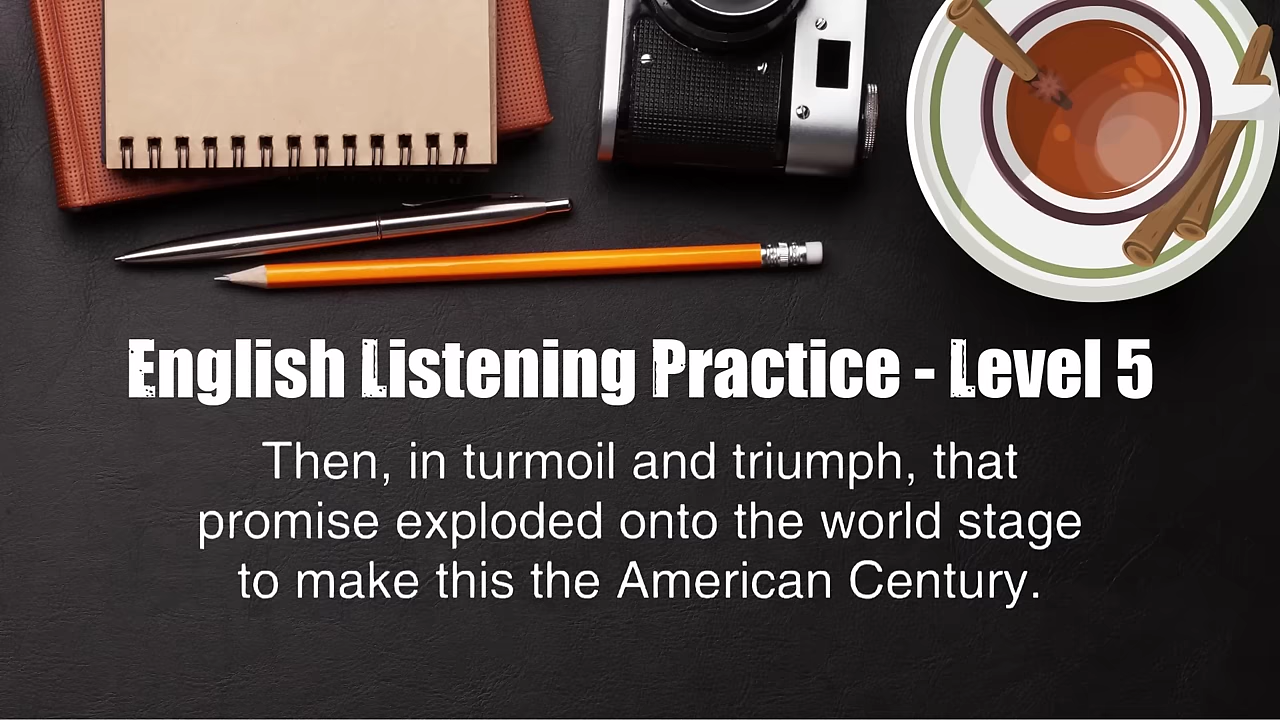 English Listening Practice - Level 5
Then, in turmoil and triumph, that
promise exploded onto the world stage
to make this the American Century.